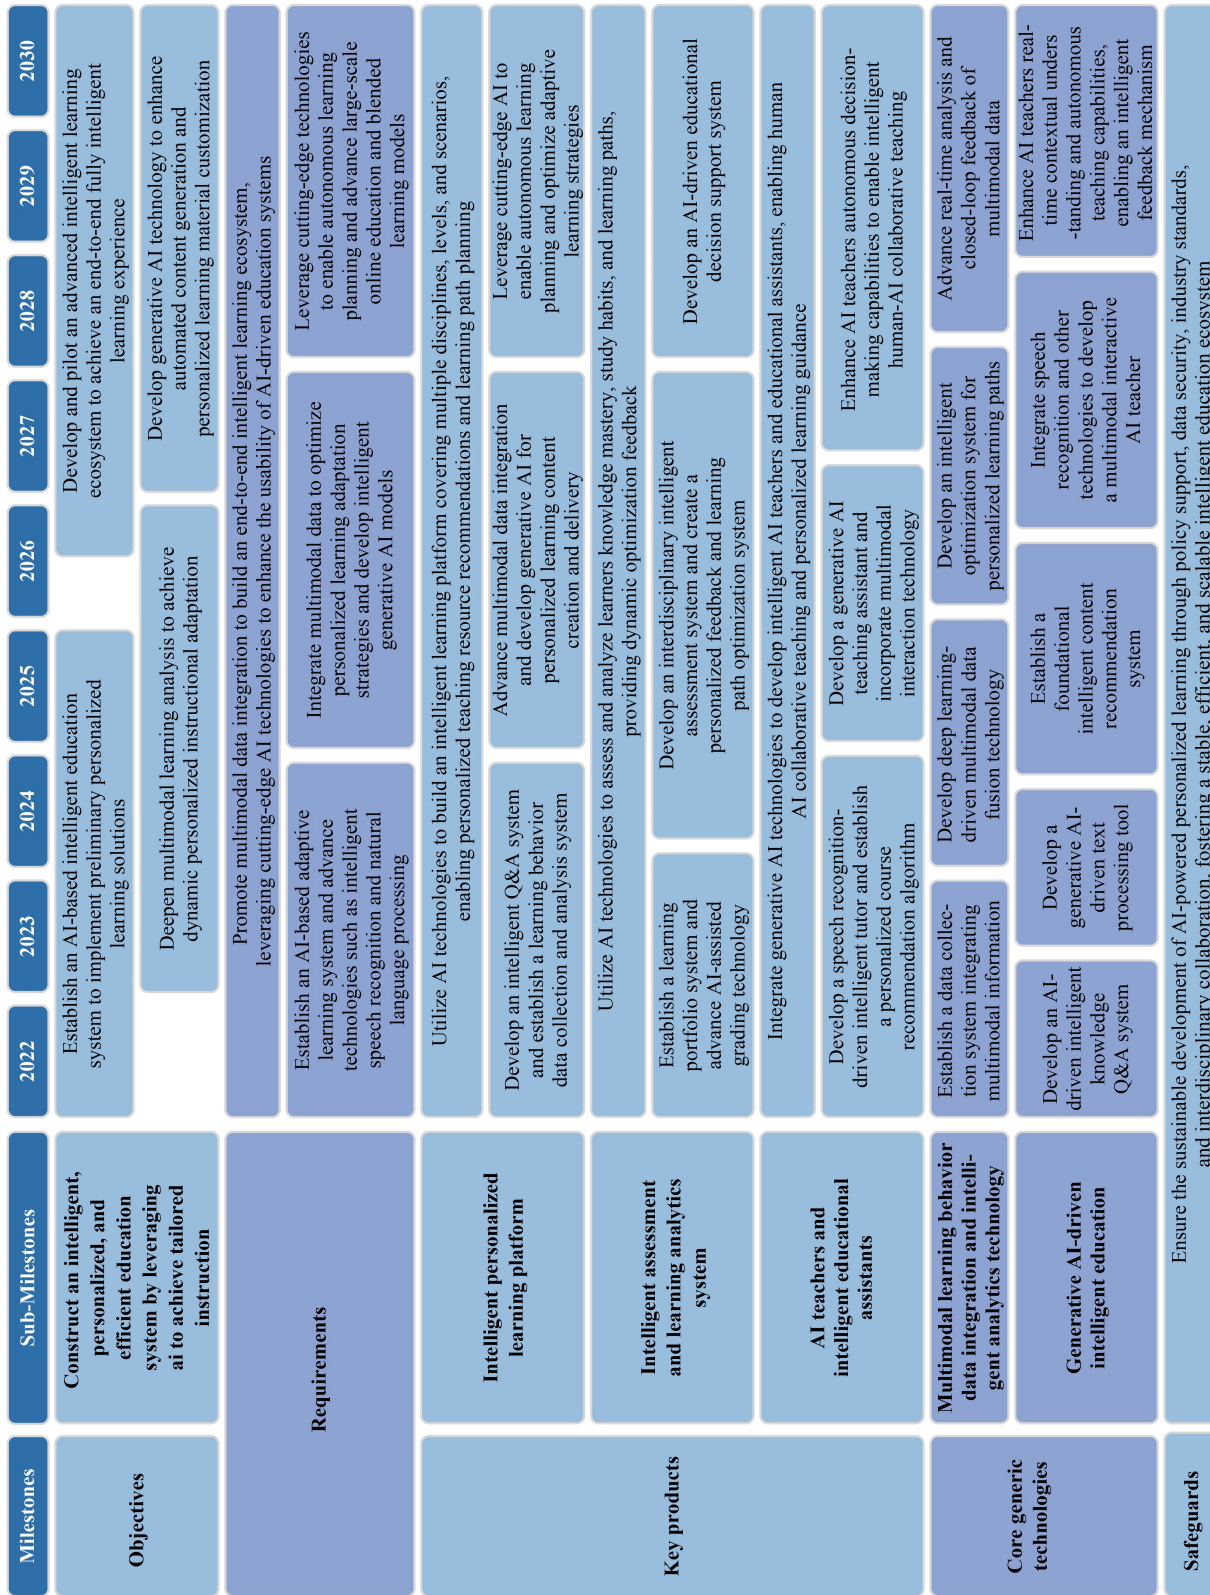 Milestones
Sub-Milestones
2022
2023
2024
2025
2026
2027
2028
2029
2030
Objectives
Construct an intelligent,
personalized, and
efficient education
system by leveraging
ai to achieve tailored
instruction
Establish an AI-based intelligent education
system to implement preliminary personalized
learning solutions
Develop and pilot an advanced intelligent learning
ecosystem to achieve an end-to-end fully intelligent
learning experience
Deepen multimodal learning analysis to achieve
dynamic personalized instructional adaptation
Develop generative AI technology to enhance
automated content generation and
personalized learning material customization
Requirements
Promote multimodal data integration to build an end-to-end intelligent learning ecosystem,
leveraging cutting-edge AI technologies to enhance the usability of AI-driven education systems
Establish an AI-based adaptive
learning system and advance
technologies such as intelligent
speech recognition and natural
language processing
Integrate multimodal data to optimize
personalized learning adaptation
strategies and develop intelligent
generative AI models
Leverage cutting-edge technologies
to enable autonomous learning
planning and advance large-scale
online education and blended
learning models
Key products
Intelligent personalized
learning platform
Utilize AI technologies to build an intelligent learning platform covering multiple disciplines, levels, and scenarios,
enabling personalized teaching resource recommendations and learning path planning
Develop an intelligent Q&A system
and establish a learning behavior
data collection and analysis system
Advance multimodal data integration
and develop generative AI for
personalized learning content
creation and delivery
Leverage cutting-edge AI to
enable autonomous learning
planning and optimize adaptive
learning strategies
Intelligent assessment
and learning analytics
system
Utilize AI technologies to assess and analyze learners knowledge mastery, study habits, and learning paths,
providing dynamic optimization feedback
Establish a learning
portfolio system and
advance AI-assisted
grading technology
Develop an interdisciplinary intelligent
assessment system and create a
personalized feedback and learning
path optimization system
Develop an AI-driven educational
decision support system
AI teachers and
intelligent educational
assistants
Integrate generative AI technologies to develop intelligent AI teachers and educational assistants, enabling human
AI collaborative teaching and personalized learning guidance
Develop a speech recognition-
driven intelligent tutor and establish
a personalized course
recommendation algorithm
Develop a generative AI
teaching assistant and
incorporate multimodal
interaction technology
Enhance AI teachers autonomous decision-
making capabilities to enable intelligent
human-AI collaborative teaching
Core generic
technologies
Multimodal learning behavior
data integration and intelli-
gent analytics technology
Establish a data collec-
tion system integrating
multimodal information
Develop deep learning-
driven multimodal data
fusion technology
Develop an intelligent
optimization system for
personalized learning paths
Advance real-time analysis and
closed-loop feedback of
multimodal data
Generative AI-driven
intelligent education
Develop an AI-
driven intelligent
knowledge
Q&A system
Develop a
generative AI-
driven text
processing tool
Establish a
foundational
intelligent content
recommendation
system
Integrate speech
recognition and other
technologies to develop
a multimodal interactive
AI teacher
Enhance AI teachers real-
time contextual unders
-tanding and autonomous
teaching capabilities,
enabling an intelligent
feedback mechanism
Safeguards
Ensure the sustainable development of AI-powered personalized learning through policy support, data security, industry standards,
and interdisciplinary collaboration, fostering a stable, efficient, and scalable intelligent education ecosystem